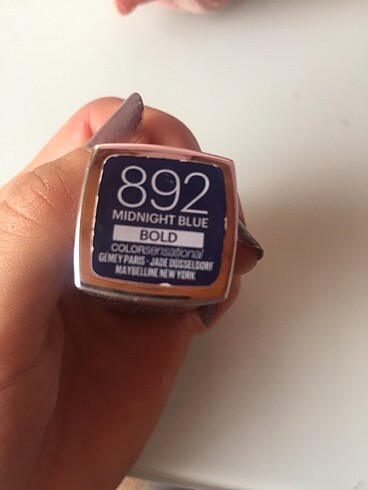 892
MIDNIGHT BLUE
BOLD
COLORsensational
GEMEY PARIS - JADE DÜSSELDORF
MAYBELLINE NEW YORK